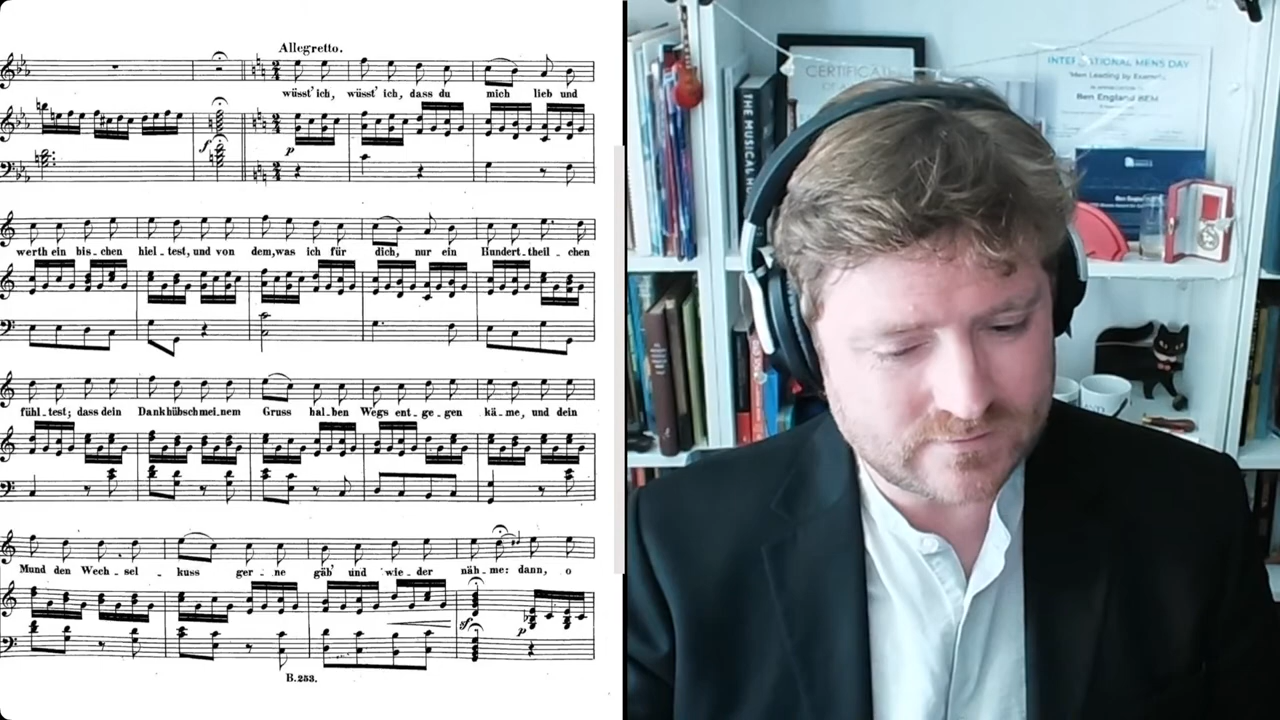 Allegretto.
wüsst' ich, wüsst' ich, dass du mich lieb und
f
p
werth ein bis - chen hiel - test, und von dem, was ich für dich, nur ein Hundert - theil - chen
fühl - test; dass dein Dank hübsch mei - nem Gruss hal - ben Wegs ent - ge - gen kä - me, und dein
Mund den Wech - sel - kuss ger - ne gäb' und wie - der näh - me: dann, o
sf
p
B.253.
THE MUSICAL
CERTIFICATE
INTERNATIONAL MENS DAY
'Men Leading by Example'
Ben England BEM